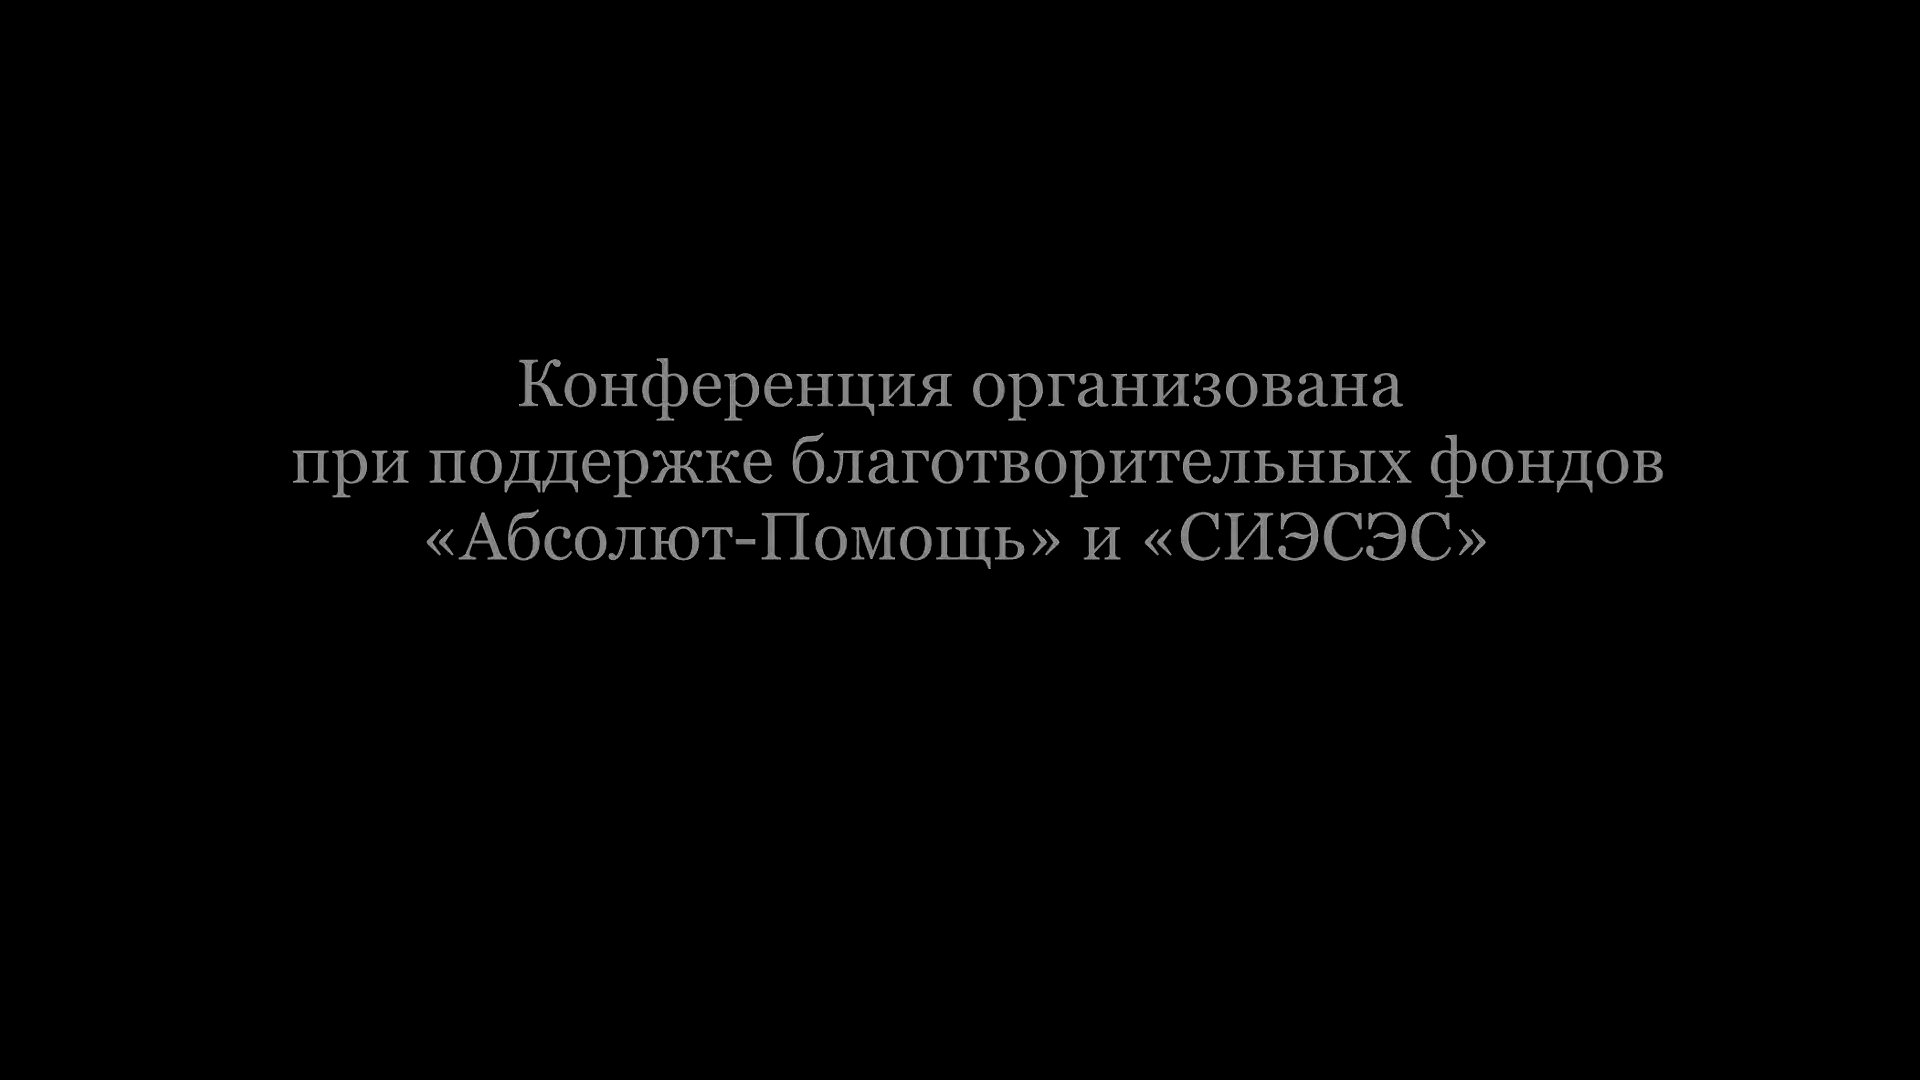 Конференция организована
при поддержке благотворительных фондов
«Абсолют-Помощь» и «СИЭСЭС»